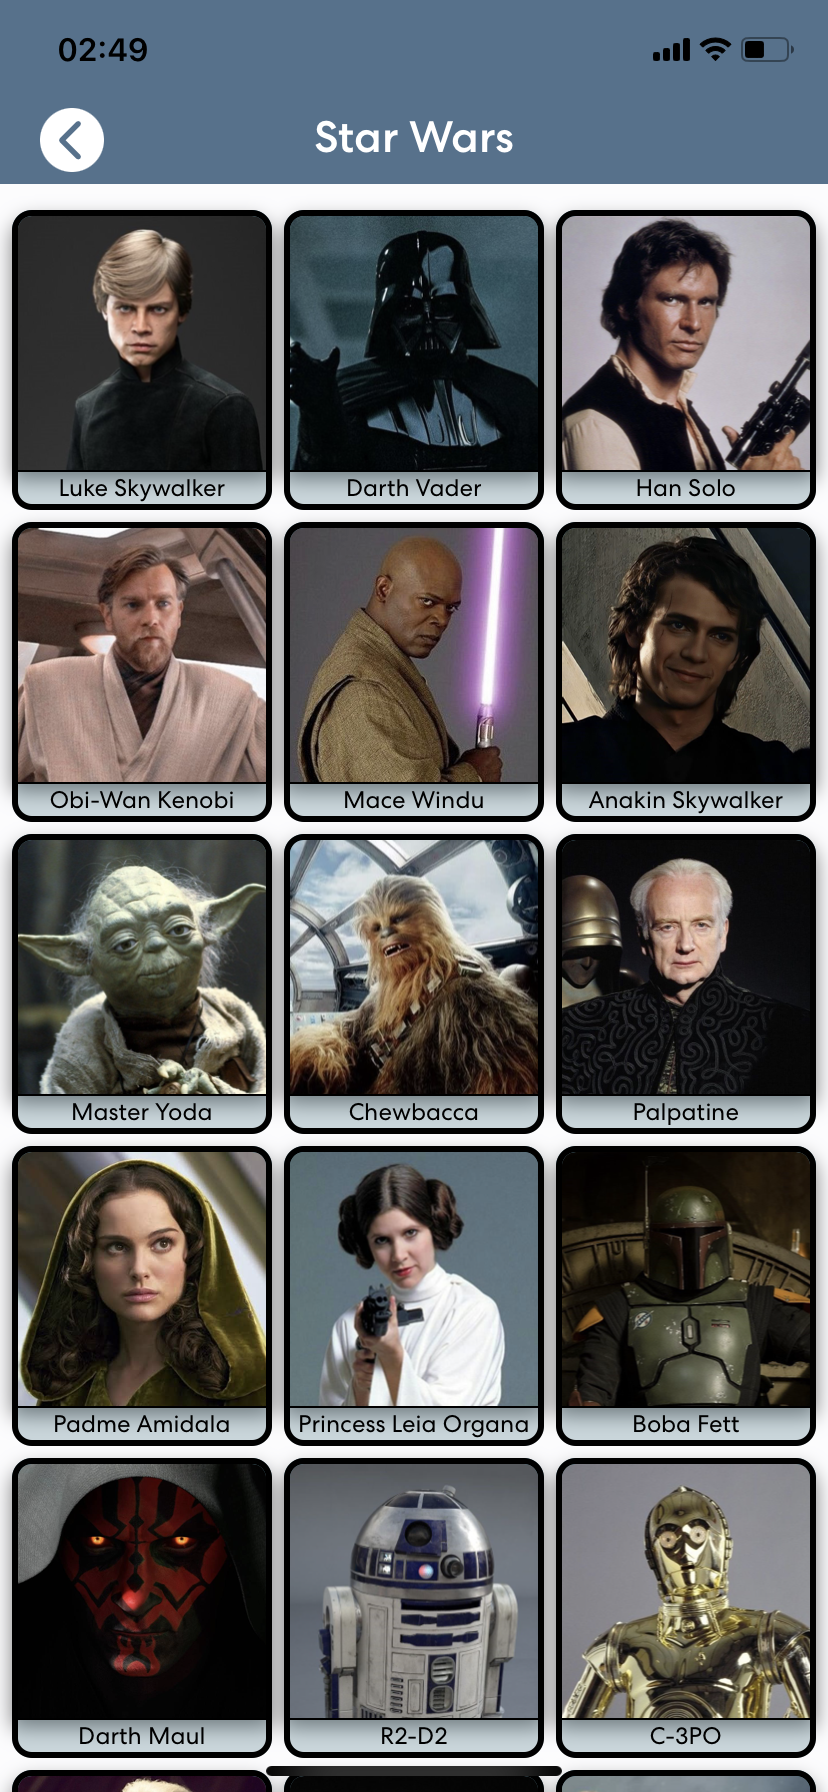 02:49
Star Wars
Luke Skywalker
Darth Vader
Han Solo
Obi-Wan Kenobi
Mace Windu
Anakin Skywalker
Master Yoda
Chewbacca
Palpatine
Padme Amidala
Princess Leia Organa
Boba Fett
Darth Maul
R2-D2
C-3PO